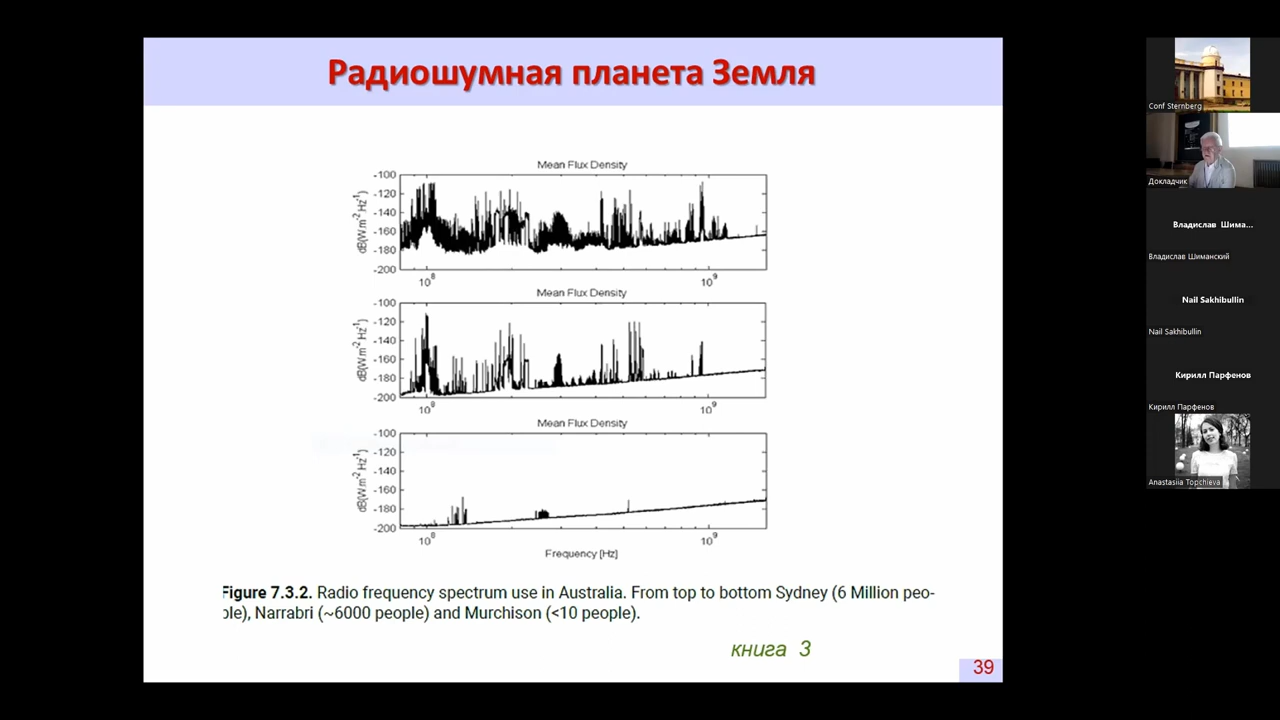 Радиошумная планета Земля
Mean Flux Density
-100
-120
-140
-160
-180
-200
dB(W.m⁻² Hz⁻¹)
10⁸
10⁹
Mean Flux Density
-100
-120
-140
-160
-180
-200
dB(W.m⁻² Hz⁻¹)
10⁸
10⁹
Mean Flux Density
-100
-120
-140
-160
-180
-200
dB(W.m⁻² Hz⁻¹)
10⁸
10⁹
Frequency [Hz]
Figure 7.3.2. Radio frequency spectrum use in Australia. From top to bottom Sydney (6 Million peo-
ple), Narrabri (~6000 people) and Murchison (<10 people).
книга 3
39
Conf Sternberg
Докладчик
Владислав Шима...
Владислав Шиманский
Nail Sakhibullin
Nail Sakhibullin
Кирилл Парфенов
Кирилл Парфенов
Anastasiia Topchieva